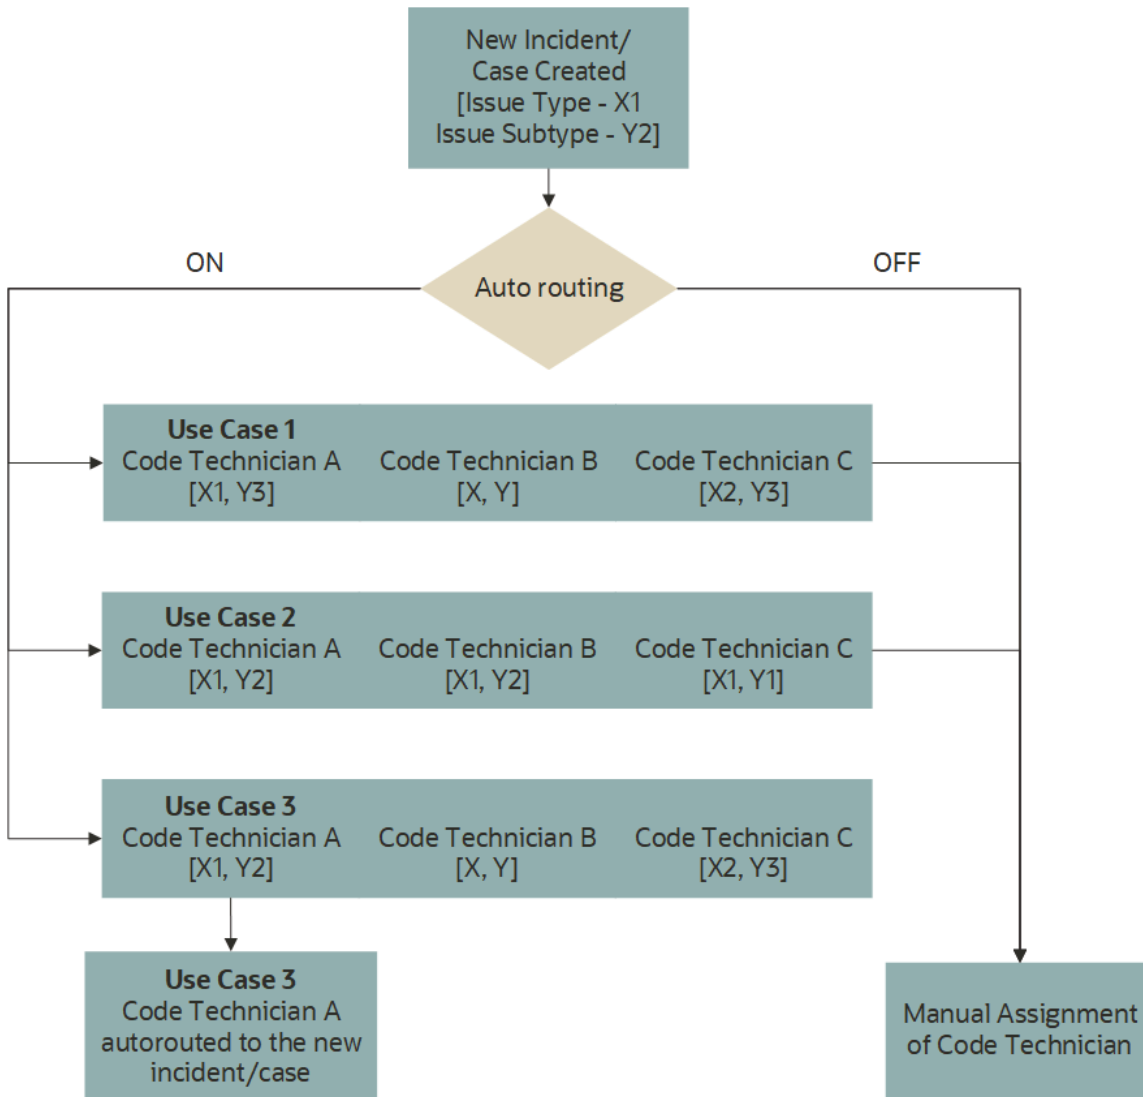 New Incident/
Case Created
[Issue Type - X1
Issue Subtype - Y2]
ON
OFF
Auto routing
Use Case 1
Code Technician A
[X1, Y3]
Code Technician B
[X, Y]
Code Technician C
[X2, Y3]
Use Case 2
Code Technician A
[X1, Y2]
Code Technician B
[X1, Y2]
Code Technician C
[X1, Y1]
Use Case 3
Code Technician A
[X1, Y2]
Code Technician B
[X, Y]
Code Technician C
[X2, Y3]
Use Case 3
Code Technician A
autorouted to the new
incident/case
Manual Assignment
of Code Technician